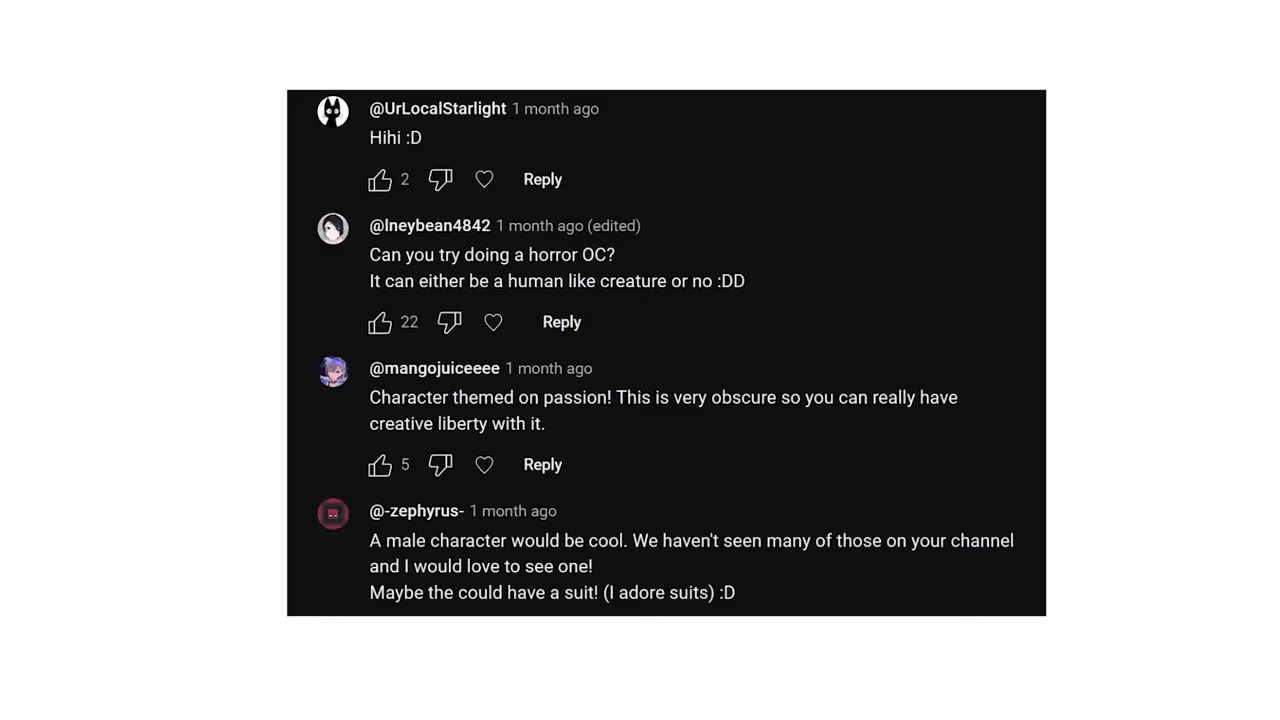 @UrLocalStarlight 1 month ago
Hihi :D
2 Reply
@lneybean4842 1 month ago (edited)
Can you try doing a horror OC?
It can either be a human like creature or no :DD
22 Reply
@mangojuiceeee 1 month ago
Character themed on passion! This is very obscure so you can really have
creative liberty with it.
5 Reply
@-zephyrus- 1 month ago
A male character would be cool. We haven't seen many of those on your channel
and I would love to see one!
Maybe the could have a suit! (I adore suits) :D